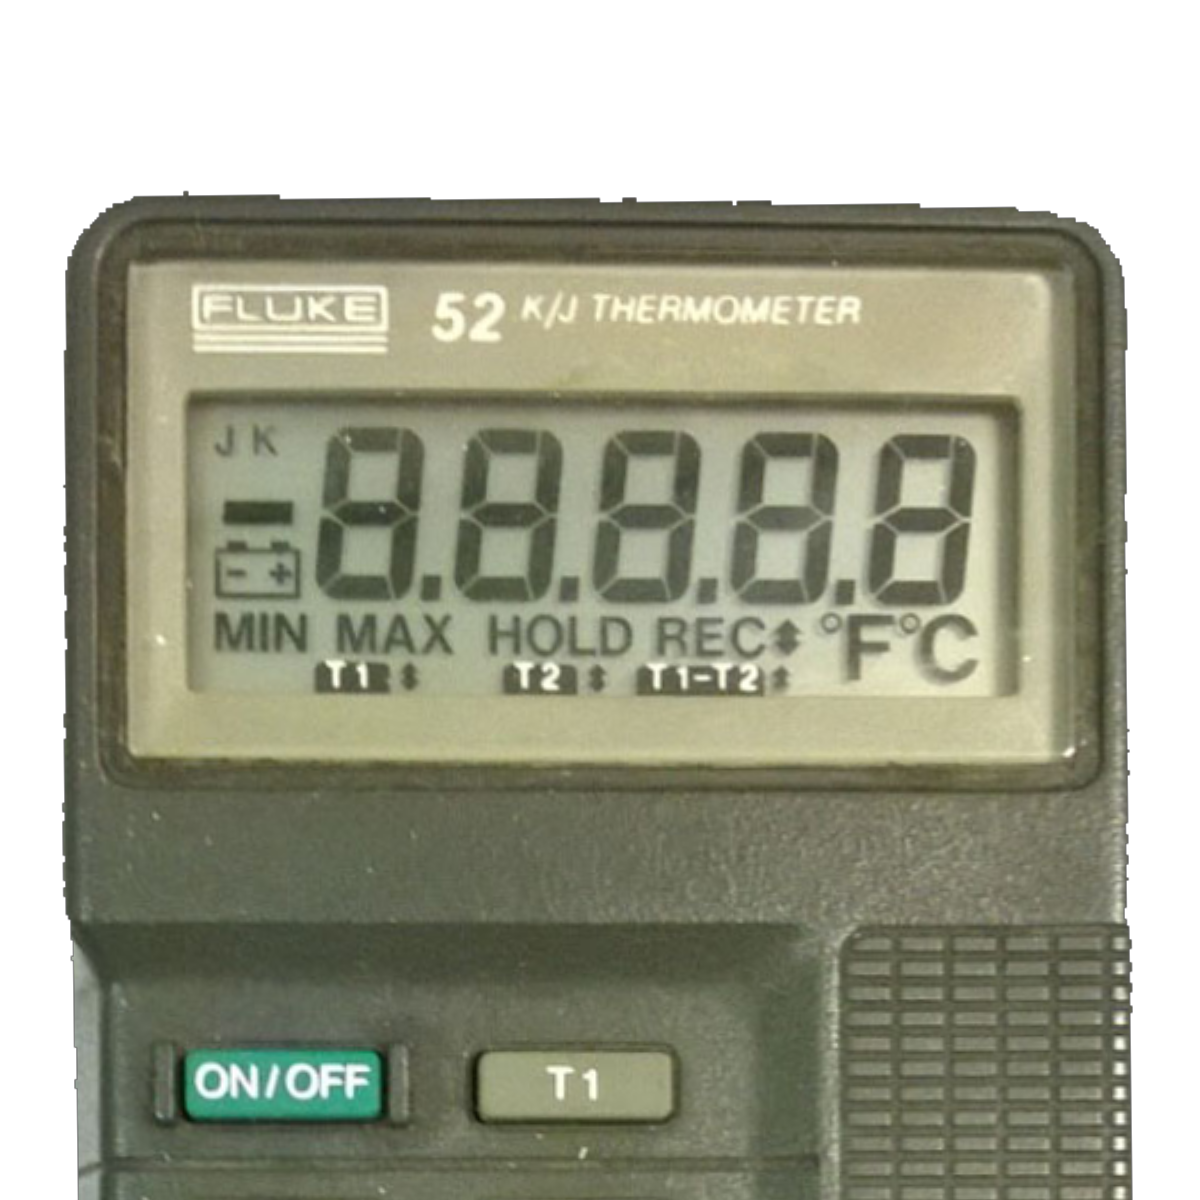 FLUKE 52 K/J THERMOMETER
J K
-8.8.8.8.8
- +
MIN MAX HOLD REC °F°C
T1 T2 T1-T2
ON/OFF T1